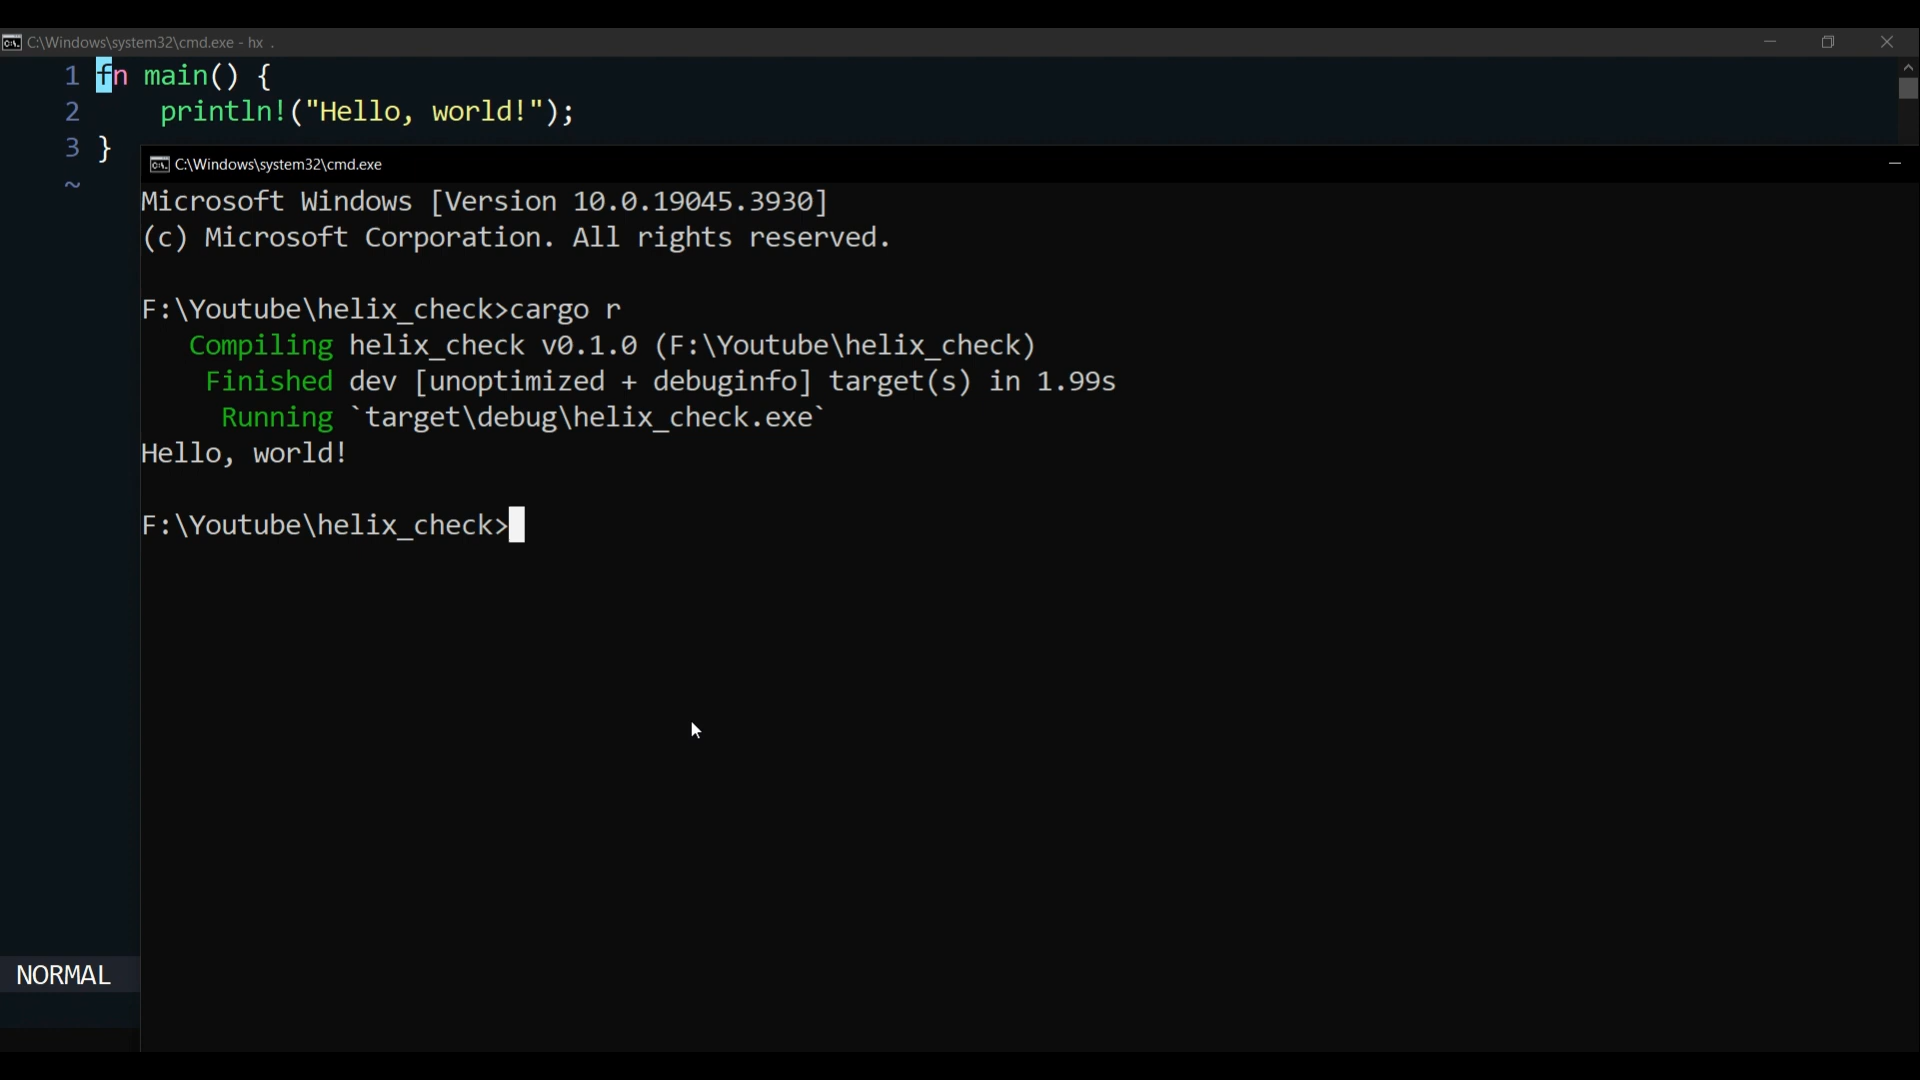 C:\Windows\system32\cmd.exe - hx .
1 fn main() {
2     println!("Hello, world!");
3 }
~
C:\Windows\system32\cmd.exe
Microsoft Windows [Version 10.0.19045.3930]
(c) Microsoft Corporation. All rights reserved.
F:\Youtube\helix_check>cargo r
   Compiling helix_check v0.1.0 (F:\Youtube\helix_check)
    Finished dev [unoptimized + debuginfo] target(s) in 1.99s
     Running `target\debug\helix_check.exe`
Hello, world!
F:\Youtube\helix_check>
NORMAL